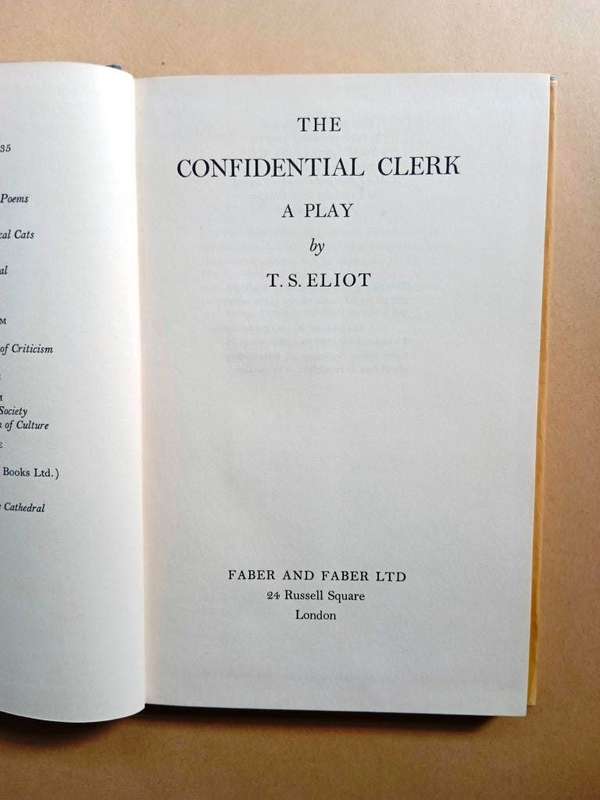 35
Poems
cal Cats
al
M
of Criticism
Society
of Culture
E
Books Ltd.)
Cathedral
THE
CONFIDENTIAL CLERK
A PLAY
by
T. S. ELIOT
FABER AND FABER LTD
24 Russell Square
London